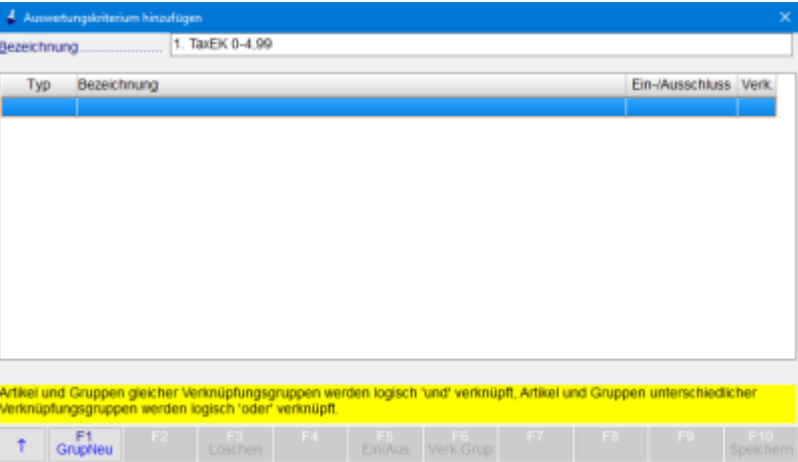 Auswertungskriterium hinzufügen
Bezeichnung..................... 1. TaxEK 0-4,99
Typ Bezeichnung Ein-/Ausschluss Verk.
Artikel und Gruppen gleicher Verknüpfungsgruppen werden logisch 'und' verknüpft, Artikel und Gruppen unterschiedlicher
Verknüpfungsgruppen werden logisch 'oder' verknüpft.
↑ F1 F2 F3 F4 F5 F6 F7 F8 F9 F10
GrupNeu Löschen Ein/Aus Verk.Grup Speichern